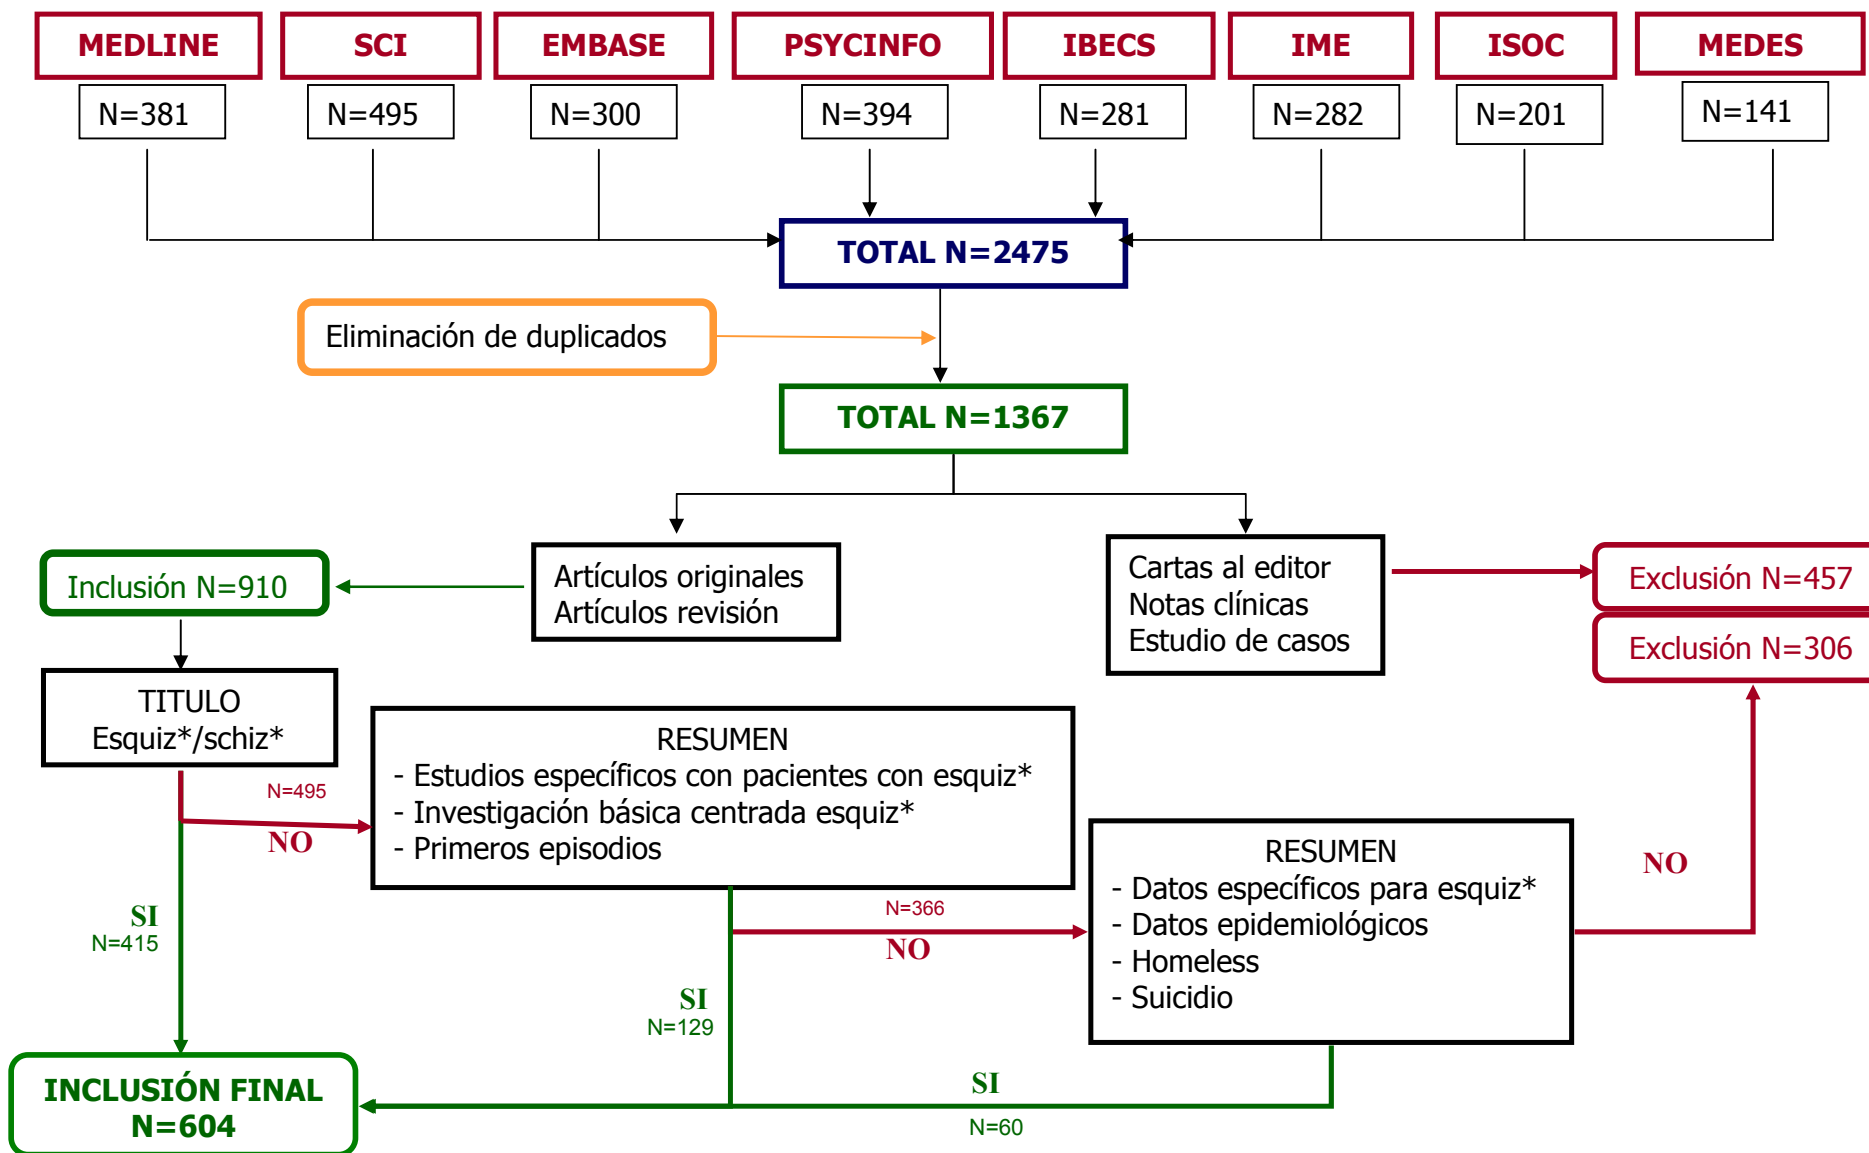 MEDLINE
SCI
EMBASE
PSYCINFO
IBECS
IME
ISOC
MEDES
N=381
N=495
N=300
N=394
N=281
N=282
N=201
N=141
TOTAL N=2475
Eliminación de duplicados
TOTAL N=1367
Artículos originales
Artículos revisión
Cartas al editor
Notas clínicas
Estudio de casos
Inclusión N=910
Exclusión N=457
Exclusión N=306
TITULO
Esquiz*/schiz*
N=495
NO
RESUMEN
- Estudios específicos con pacientes con esquiz*
- Investigación básica centrada esquiz*
- Primeros episodios
SI
N=415
N=366
NO
RESUMEN
- Datos específicos para esquiz*
- Datos epidemiológicos
- Homeless
- Suicidio
NO
SI
N=129
SI
N=60
INCLUSIÓN FINAL
N=604